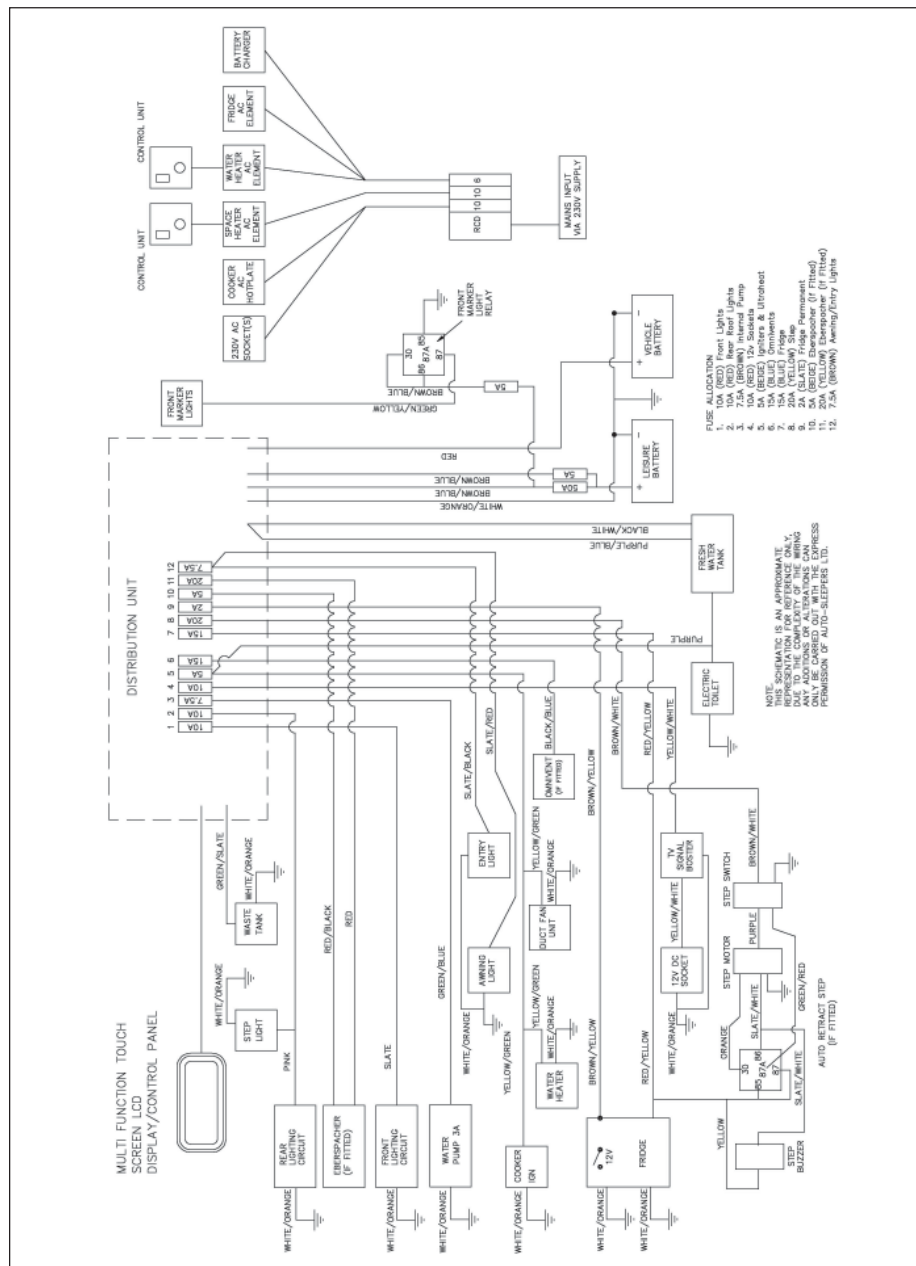 MULTI FUNCTION TOUCH
SCREEN LCD
DISPLAY/CONTROL PANEL
DISTRIBUTION UNIT
1
2
3
4
5
6
7
8
9
10
11
12
10A
10A
7.5A
10A
5A
15A
15A
20A
2A
5A
20A
7.5A
GREEN/SLATE
WASTE
TANK
WHITE/ORANGE
STEP
LIGHT
WHITE/ORANGE
PINK
RED/BLACK
RED
SLATE
GREEN/BLUE
REAR
LIGHTING
CIRCUIT
WHITE/ORANGE
EBERSPACHER
(IF FITTED)
FRONT
LIGHTING
CIRCUIT
WHITE/ORANGE
WATER
PUMP 3A
WHITE/ORANGE
SLATE/BLACK
SLATE/RED
ENTRY
LIGHT
AWNING
LIGHT
WHITE/ORANGE
YELLOW/GREEN
COOKER
IGN
WHITE/ORANGE
BLACK/BLUE
OMNIVENT
(IF FITTED)
YELLOW/GREEN
WHITE/ORANGE
DUCT FAN
UNIT
YELLOW/GREEN
WHITE/ORANGE
WATER
HEATER
BROWN/YELLOW
BROWN/YELLOW
BROWN/WHITE
RED/YELLOW
RED/YELLOW
YELLOW/WHITE
12V
FRIDGE
WHITE/ORANGE
WHITE/ORANGE
TV
SIGNAL
BOSTER
YELLOW/WHITE
12V DC
SOCKET
WHITE/ORANGE
BROWN/WHITE
STEP SWITCH
PURPLE
STEP MOTOR
GREEN/RED
ORANGE
SLATE/WHITE
30
86
87A
87
85
SLATE/WHITE
YELLOW
STEP
BUZZER
AUTO RETRACT STEP
(IF FITTED)
PURPLE
ELECTRIC
TOILET
PURPLE/BLUE
BLACK/WHITE
FRESH
WATER
TANK
WHITE/ORANGE
BROWN/BLUE
BROWN/BLUE
RED
50A
5A
LEISURE
BATTERY
+
-
VEHICLE
BATTERY
+
-
FRONT
MARKER
LIGHTS
GREEN/YELLOW
BROWN/BLUE
5A
30
86
87A
85
87
FRONT
MARKER
LIGHT
RELAY
CONTROL UNIT
CONTROL UNIT
230V AC
SOCKET(S)
COOKER
AC
HOTPLATE
SPACE
HEATER
AC
ELEMENT
WATER
HEATER AC
ELEMENT
FRIDGE
AC
ELEMENT
BATTERY
CHARGER
RCD
10
10
6
MAINS INPUT
VIA 230V SUPPLY
FUSE ALLOCATION
1. 10A (RED) Front Lights
2. 10A (RED) Rear Roof Lights
3. 7.5A (BROWN) Internal Pump
4. 10A (RED) 12v Sockets
5. 5A (BEIGE) Igniters & Ultraheat
6. 15A (BLUE) Omnivents
7. 15A (BLUE) Fridge
8. 20A (YELLOW) Step
9. 2A (SLATE) Fridge Permanent
10. 5A (BEIGE) Eberspacher (If Fitted)
11. 20A (YELLOW) Eberspacher (If Fitted)
12. 7.5A (BROWN) Awning/Entry Lights
NOTE.
THIS SCHEMATIC IS AN APPROXIMATE
REPRESENTATION FOR REFERENCE ONLY,
DUE TO THE COMPLEXITY OF THE WIRING
ANY ADDITIONS OR ALTERATIONS CAN
ONLY BE CARRIED OUT WITH THE EXPRESS
PERMISSION OF AUTO-SLEEPERS LTD.